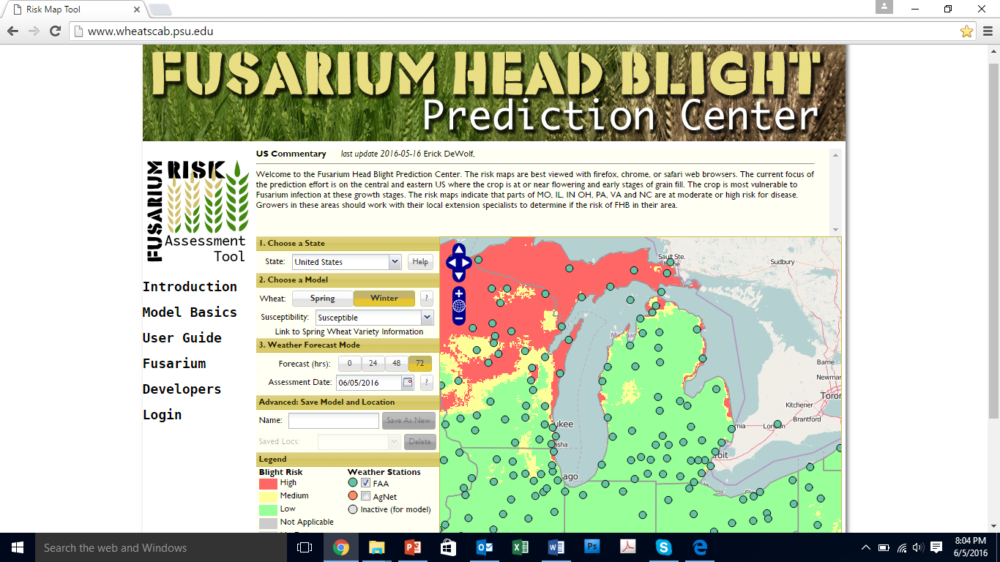 Risk Map Tool
www.wheatscab.psu.edu
FUSARIUM HEAD BLIGHT
Prediction Center
US Commentary last update 2016-05-16 Erick DeWolf,
Welcome to the Fusarium Head Blight Prediction Center. The risk maps are best viewed with firefox, chrome, or safari web browsers. The current focus of
the prediction effort is on the central and eastern US where the crop is at or near flowering and early stages of grain fill. The crop is most vulnerable to
Fusarium infection at these growth stages. The risk maps indicate that parts of MO, IL, IN OH, PA, VA and NC are at moderate or high risk for disease.
Growers in these areas should work with their local extension specialists to determine if the risk of FHB in their area.
FUSARIUM
RISK
Assessment
Tool
Introduction
Model Basics
User Guide
Fusarium
Developers
Login
1. Choose a State
State: United States Help
2. Choose a Model
Wheat: Spring Winter ?
Susceptibility: Susceptible
Link to Spring Wheat Variety Information
3. Weather Forecast Mode
Forecast (hrs): 0 24 48 72
Assessment Date: 06/05/2016 ?
Advanced: Save Model and Location
Name: Save As New
Saved Locs: Delete
Legend
Blight Risk Weather Stations
High FAA
Medium AgNet
Low Inactive (for model)
Not Applicable
Sault Ste.
Sudbury
Barrie
Newmar
Toron
Kitchener
Brantford
London
rnia
ukee
osha
ago
roit
Search the web and Windows
8:04 PM
6/5/2016